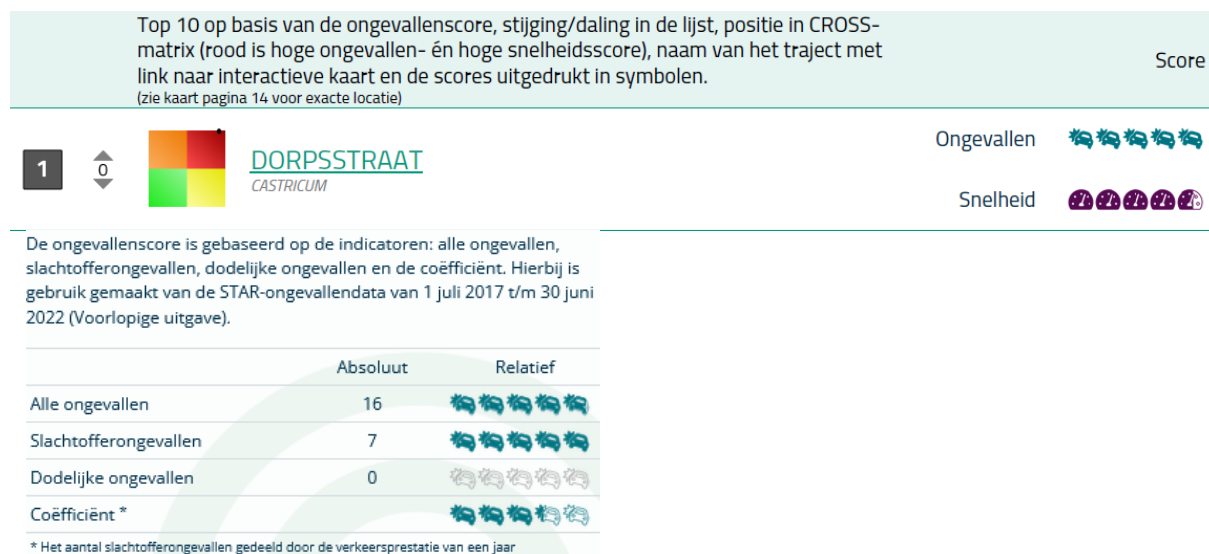 Top 10 op basis van de ongevallenscore, stijging/daling in de lijst, positie in CROSS-
matrix (rood is hoge ongevallen- én hoge snelheidsscore), naam van het traject met
link naar interactieve kaart en de scores uitgedrukt in symbolen.
(zie kaart pagina 14 voor exacte locatie)
Score
1
0
DORPSSTRAAT
CASTRICUM
Ongevallen
Snelheid
De ongevallenscore is gebaseerd op de indicatoren: alle ongevallen,
slachtofferongevallen, dodelijke ongevallen en de coëfficiënt. Hierbij is
gebruik gemaakt van de STAR-ongevallendata van 1 juli 2017 t/m 30 juni
2022 (Voorlopige uitgave).
Absoluut Relatief
Alle ongevallen 16
Slachtofferongevallen 7
Dodelijke ongevallen 0
Coëfficiënt *
* Het aantal slachtofferongevallen gedeeld door de verkeersprestatie van een jaar